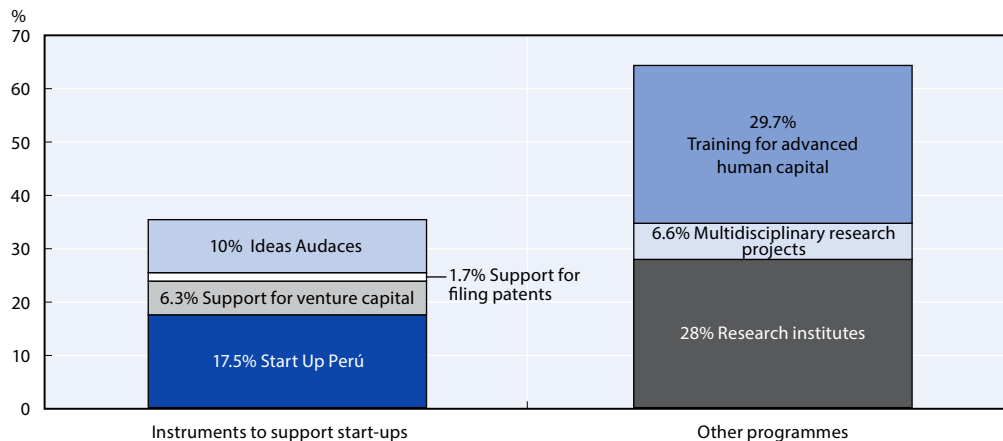 %
70
60
50
40
30
20
10
0
10% Ideas Audaces
1.7% Support for
filing patents
6.3% Support for venture capital
17.5% Start Up Perú
29.7%
Training for advanced
human capital
6.6% Multidisciplinary research
projects
28% Research institutes
Instruments to support start-ups
Other programmes